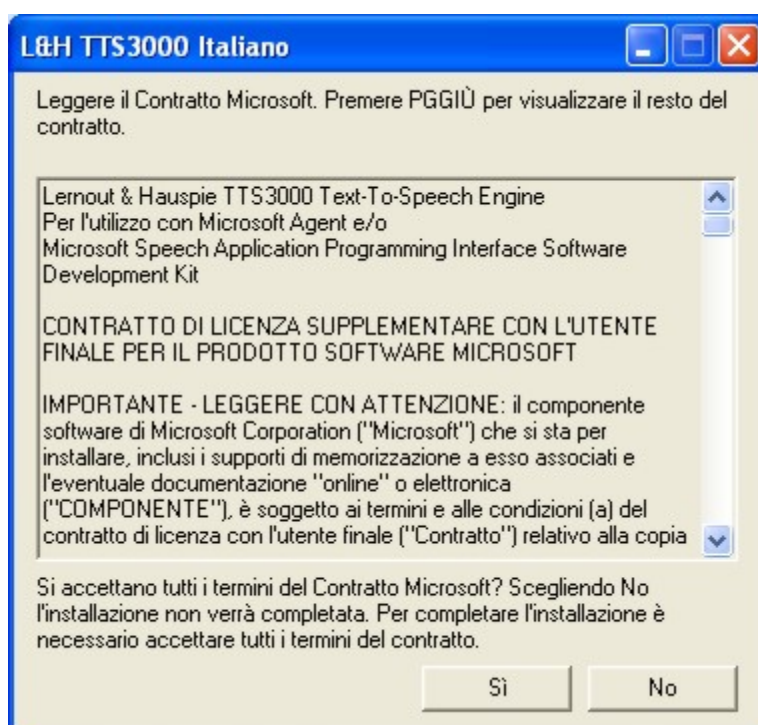 L&H TTS3000 Italiano
Leggere il Contratto Microsoft. Premere PGGIÙ per visualizzare il resto del
contratto.
Lernout & Hauspie TTS3000 Text-To-Speech Engine
Per l'utilizzo con Microsoft Agent e/o
Microsoft Speech Application Programming Interface Software
Development Kit
CONTRATTO DI LICENZA SUPPLEMENTARE CON L'UTENTE
FINALE PER IL PRODOTTO SOFTWARE MICROSOFT
IMPORTANTE - LEGGERE CON ATTENZIONE: il componente
software di Microsoft Corporation ("Microsoft") che si sta per
installare, inclusi i supporti di memorizzazione a esso associati e
l'eventuale documentazione "online" o elettronica
("COMPONENTE"), è soggetto ai termini e alle condizioni (a) del
contratto di licenza con l'utente finale ("Contratto") relativo alla copia
Si accettano tutti i termini del Contratto Microsoft? Scegliendo No
l'installazione non verrà completata. Per completare l'installazione è
necessario accettare tutti i termini del contratto.
Sì
No